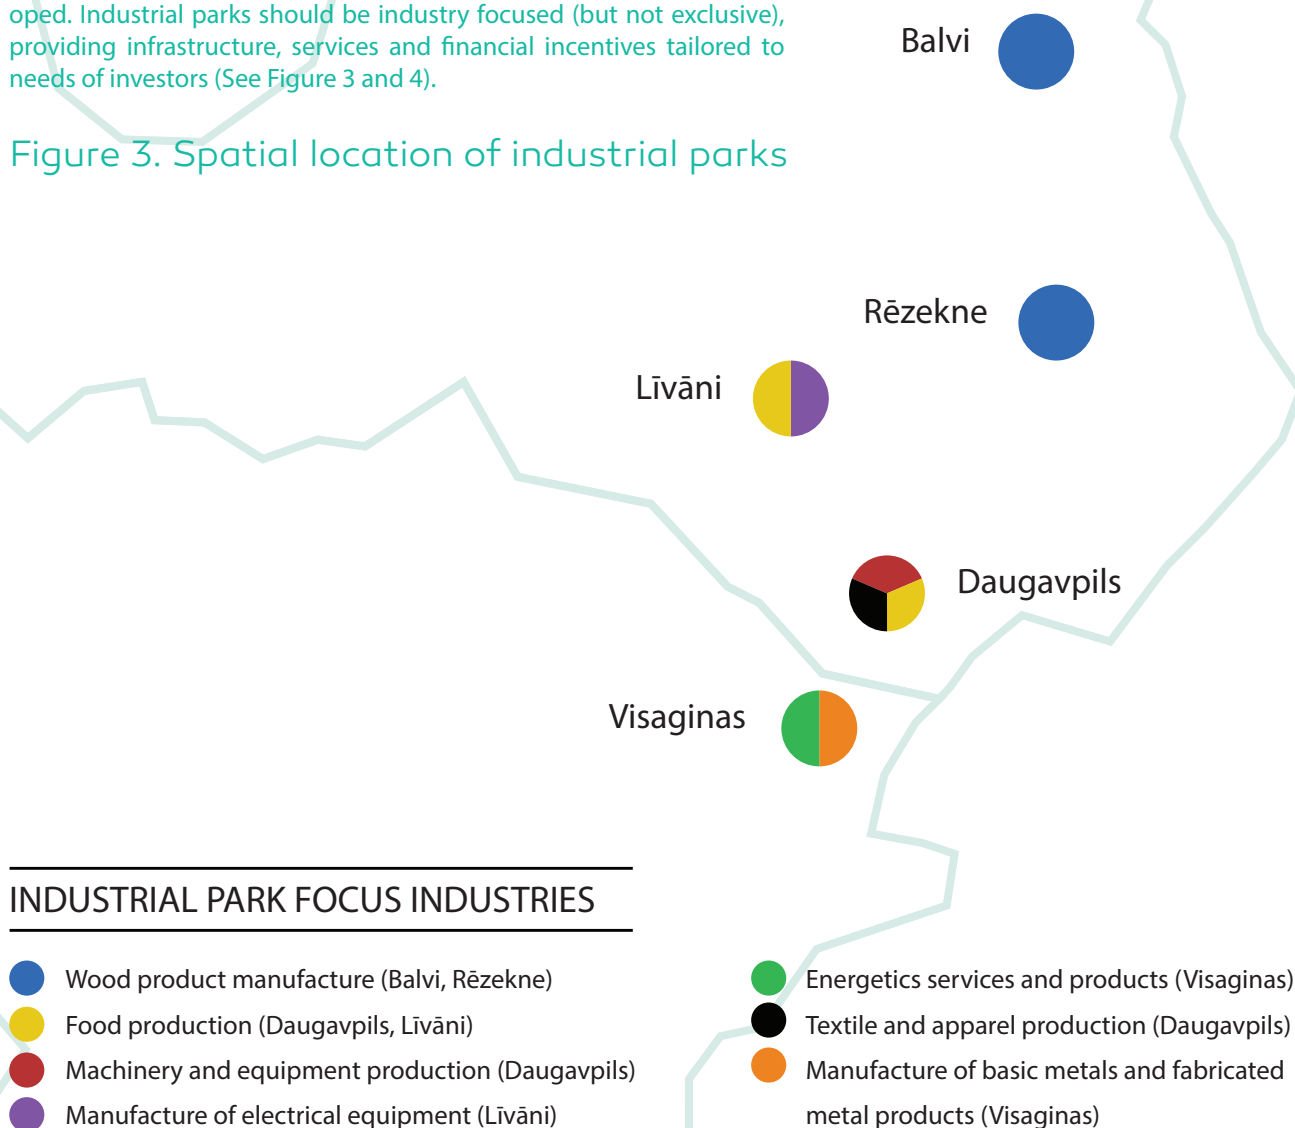 oped. Industrial parks should be industry focused (but not exclusive),
providing infrastructure, services and financial incentives tailored to
needs of investors (See Figure 3 and 4).
Figure 3. Spatial location of industrial parks
Balvi
Rēzekne
Līvāni
Daugavpils
Visaginas
INDUSTRIAL PARK FOCUS INDUSTRIES
Wood product manufacture (Balvi, Rēzekne)
Food production (Daugavpils, Līvāni)
Machinery and equipment production (Daugavpils)
Manufacture of electrical equipment (Līvāni)
Energetics services and products (Visaginas)
Textile and apparel production (Daugavpils)
Manufacture of basic metals and fabricated
metal products (Visaginas)